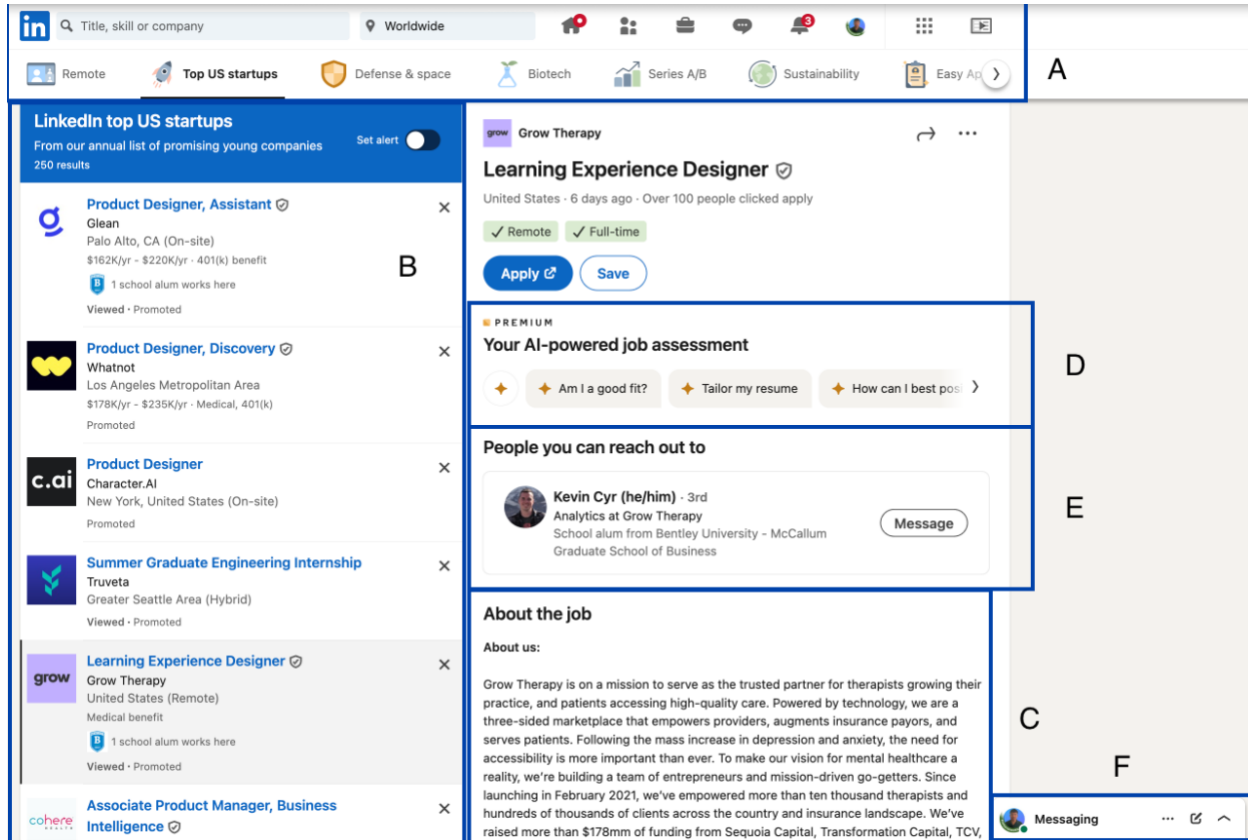 in
Title, skill or company
Worldwide
3
Remote
Top US startups
Defense & space
Biotech
Series A/B
Sustainability
Easy Ap
A
LinkedIn top US startups
From our annual list of promising young companies
250 results
Set alert
Product Designer, Assistant
Glean
Palo Alto, CA (On-site)
$162K/yr - $220K/yr · 401(k) benefit
1 school alum works here
Viewed · Promoted
B
Product Designer, Discovery
Whatnot
Los Angeles Metropolitan Area
$178K/yr - $235K/yr · Medical, 401(k)
Promoted
c.ai
Product Designer
Character.AI
New York, United States (On-site)
Promoted
Summer Graduate Engineering Internship
Truveta
Greater Seattle Area (Hybrid)
Viewed · Promoted
grow
Learning Experience Designer
Grow Therapy
United States (Remote)
Medical benefit
1 school alum works here
Viewed · Promoted
cohere
HEALTH
Associate Product Manager, Business
Intelligence
grow
Grow Therapy
Learning Experience Designer
United States · 6 days ago · Over 100 people clicked apply
Remote
Full-time
Apply
Save
PREMIUM
Your AI-powered job assessment
Am I a good fit?
Tailor my resume
How can I best posi
D
People you can reach out to
Kevin Cyr (he/him) · 3rd
Analytics at Grow Therapy
School alum from Bentley University - McCallum
Graduate School of Business
Message
E
About the job
About us:
Grow Therapy is on a mission to serve as the trusted partner for therapists growing their
practice, and patients accessing high-quality care. Powered by technology, we are a
three-sided marketplace that empowers providers, augments insurance payors, and
serves patients. Following the mass increase in depression and anxiety, the need for
accessibility is more important than ever. To make our vision for mental healthcare a
reality, we're building a team of entrepreneurs and mission-driven go-getters. Since
launching in February 2021, we've empowered more than ten thousand therapists and
hundreds of thousands of clients across the country and insurance landscape. We've
raised more than $178mm of funding from Sequoia Capital, Transformation Capital, TCV,
C
F
Messaging